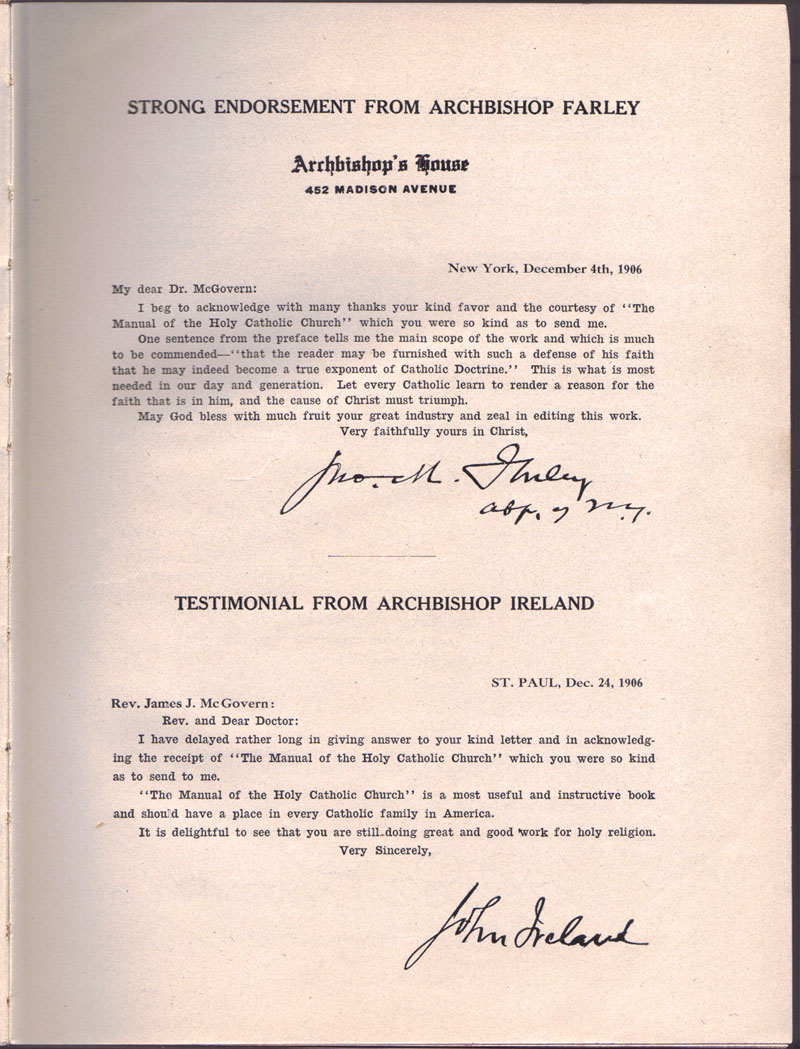 STRONG ENDORSEMENT FROM ARCHBISHOP FARLEY
Archbishop's House
452 MADISON AVENUE
New York, December 4th, 1906
My dear Dr. McGovern:
I beg to acknowledge with many thanks your kind favor and the courtesy of "The
Manual of the Holy Catholic Church" which you were so kind as to send me.
One sentence from the preface tells me the main scope of the work and which is much
to be commended—"that the reader may be furnished with such a defense of his faith
that he may indeed become a true exponent of Catholic Doctrine." This is what is most
needed in our day and generation. Let every Catholic learn to render a reason for the
faith that is in him, and the cause of Christ must triumph.
May God bless with much fruit your great industry and zeal in editing this work.
Very faithfully yours in Christ,
Jno. M. Farley
Abp. of N.Y.
TESTIMONIAL FROM ARCHBISHOP IRELAND
ST. PAUL, Dec. 24, 1906
Rev. James J. McGovern:
Rev. and Dear Doctor:
I have delayed rather long in giving answer to your kind letter and in acknowledg-
ing the receipt of "The Manual of the Holy Catholic Church" which you were so kind
as to send to me.
"The Manual of the Holy Catholic Church" is a most useful and instructive book
and should have a place in every Catholic family in America.
It is delightful to see that you are still doing great and good work for holy religion.
Very Sincerely,
John Ireland